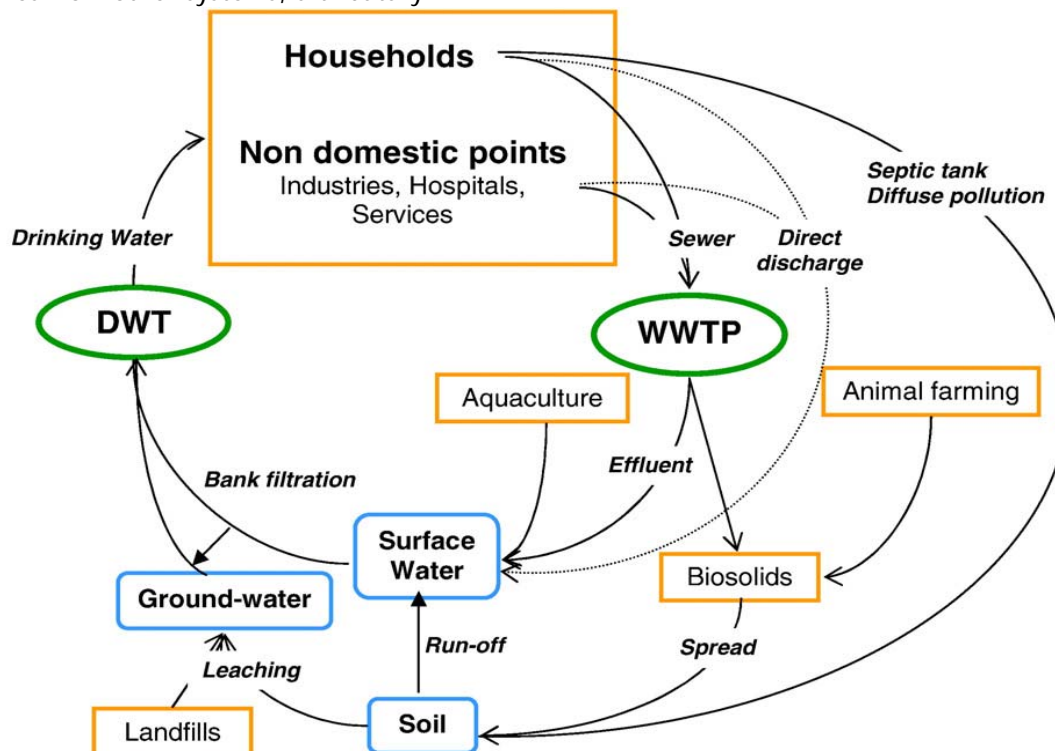 Households
Non domestic points
Industries, Hospitals,
Services
Septic tank
Diffuse pollution
Drinking Water
Sewer
Direct
discharge
DWT
WWTP
Aquaculture
Animal farming
Bank filtration
Effluent
Surface
Water
Biosolids
Ground-water
Run-off
Spread
Leaching
Soil
Landfills